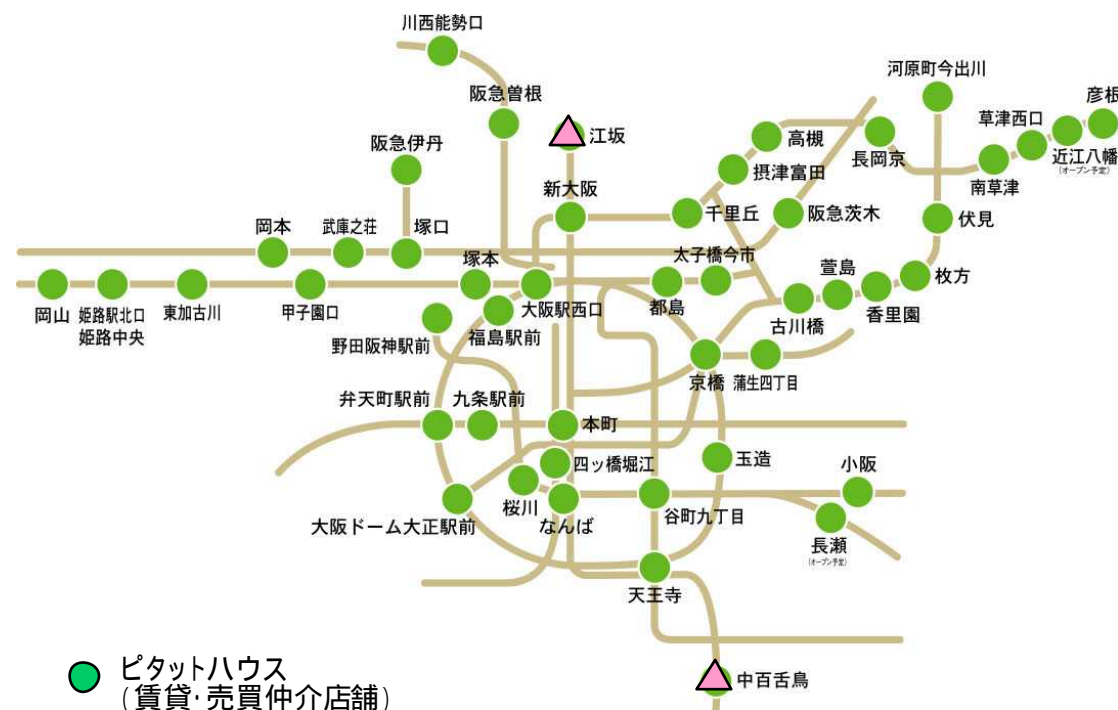 川西能勢口
河原町今出川
阪急曽根
彦根
草津西口
江坂
高槻
阪急伊丹
長岡京
近江八幡
(オープン予定)
摂津富田
南草津
新大阪
千里丘
阪急茨木
伏見
岡本
武庫之荘
塚口
塚本
太子橋今市
萱島
枚方
岡山
姫路駅北口
姫路中央
東加古川
甲子園口
大阪駅西口
都島
古川橋
香里園
野田阪神駅前
福島駅前
京橋
蒲生四丁目
弁天町駅前
九条駅前
本町
四ッ橋堀江
玉造
小阪
桜川
大阪ドーム大正駅前
なんば
谷町九丁目
長瀬
(オープン予定)
天王寺
ピタットハウス
(賃貸・売買仲介店舗)
中百舌鳥